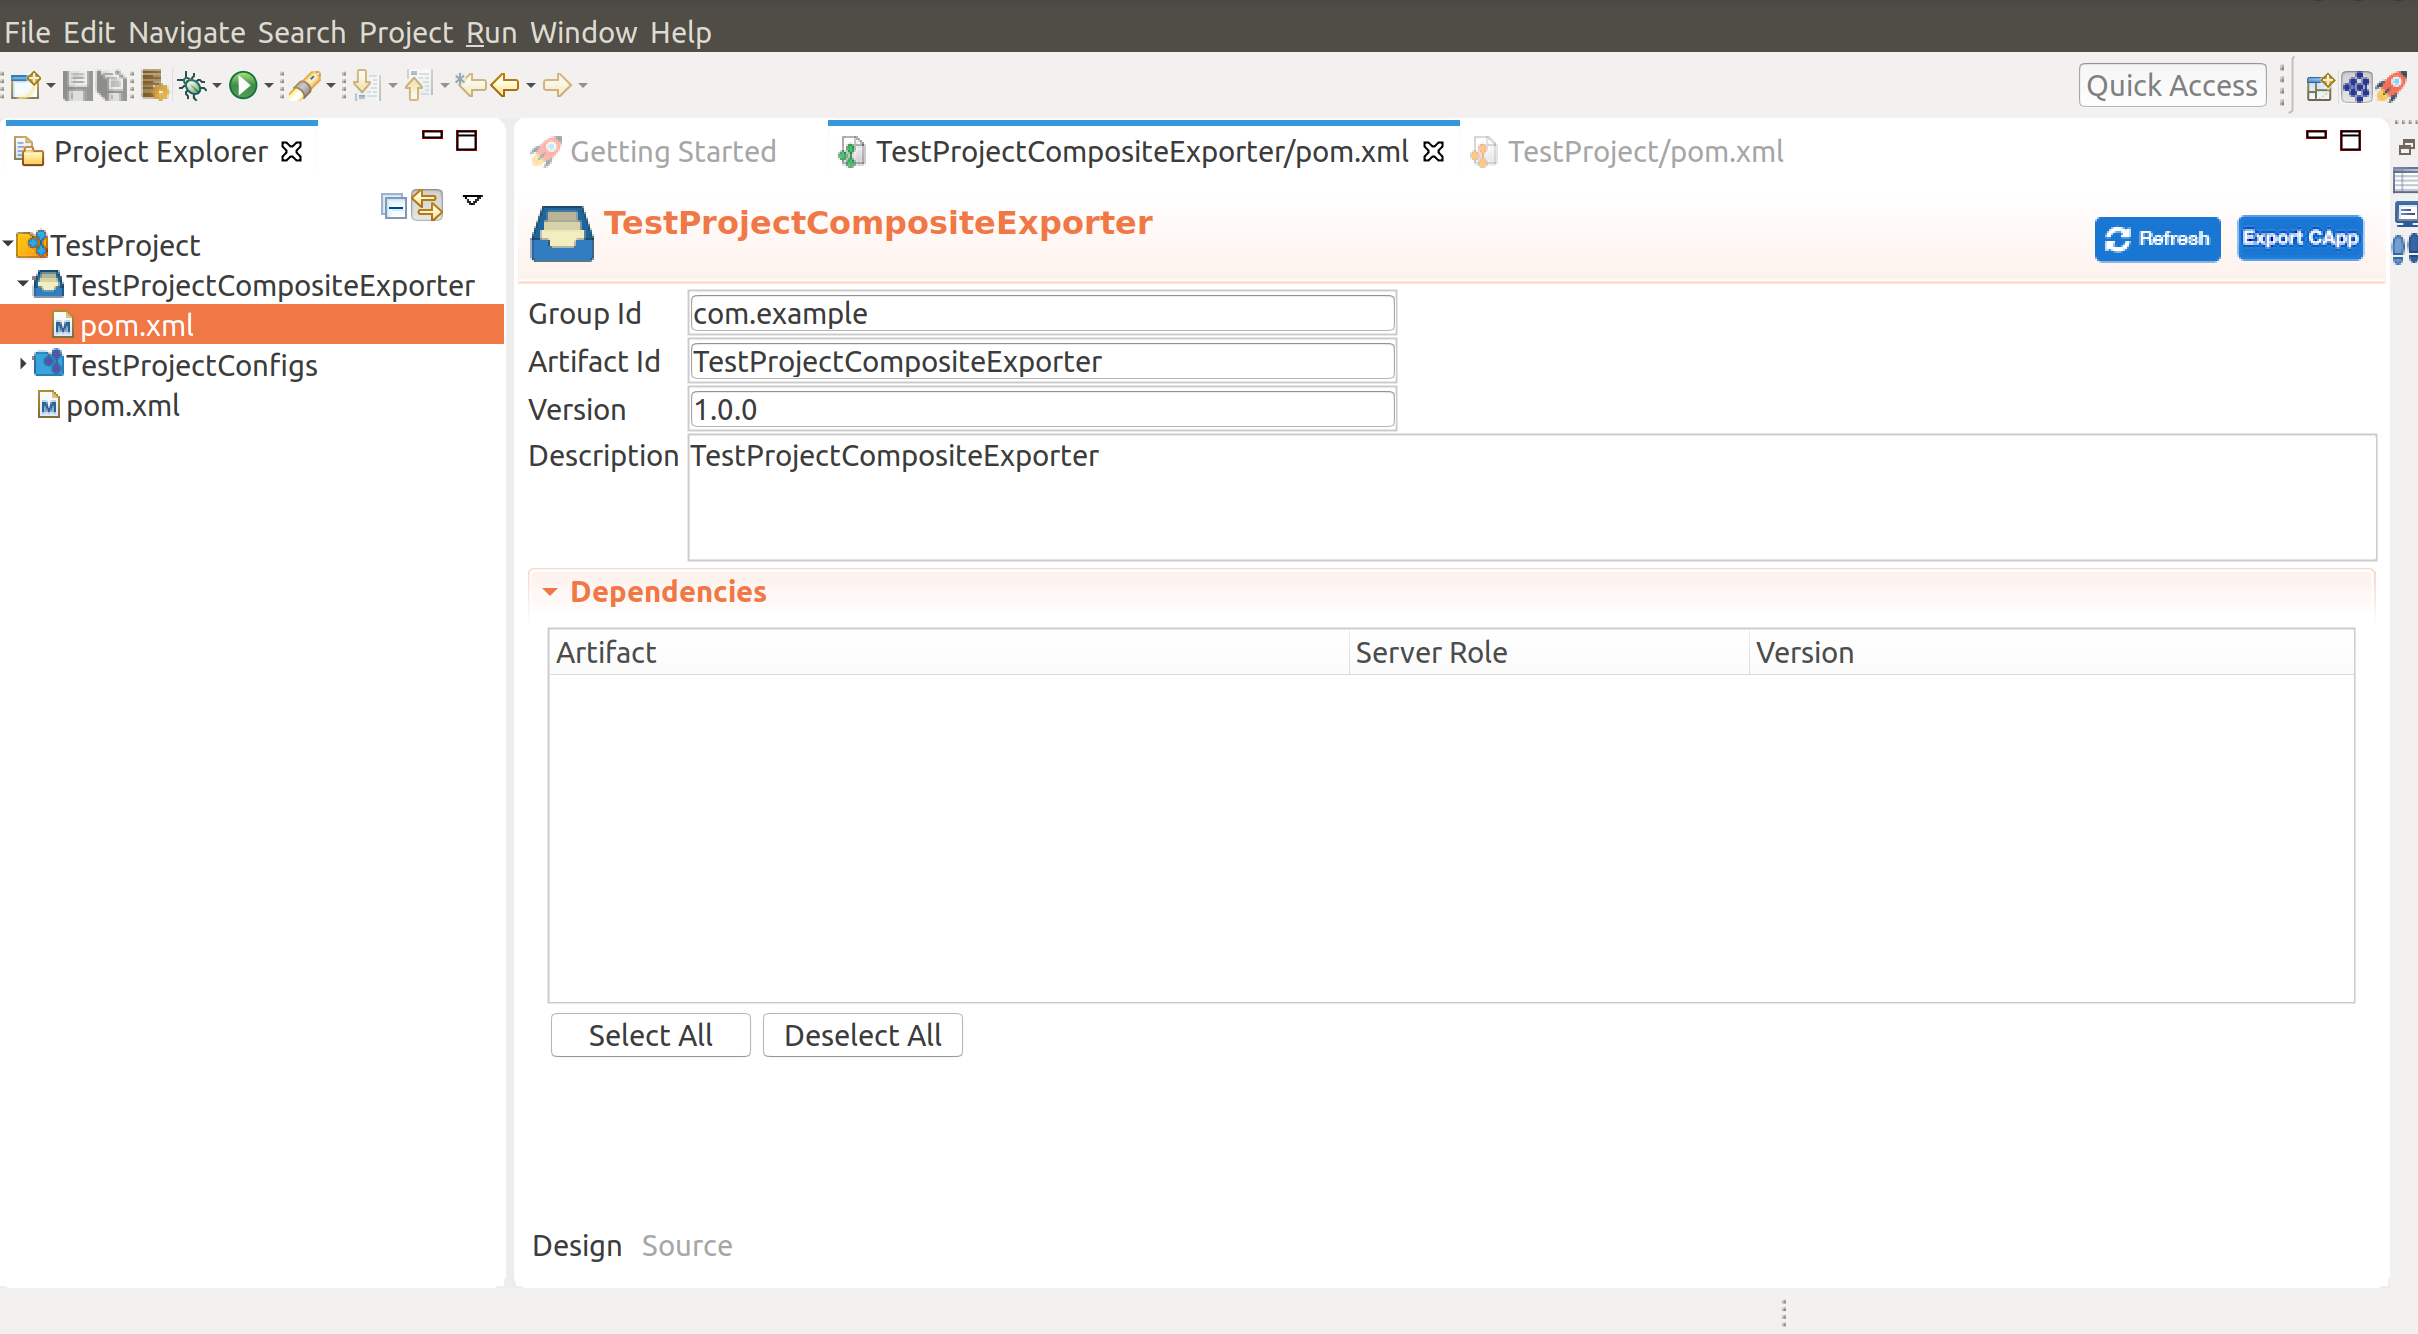 File Edit Navigate Search Project Run Window Help
Quick Access
Project Explorer
TestProject
TestProjectCompositeExporter
pom.xml
TestProjectConfigs
pom.xml
Getting Started
TestProjectCompositeExporter/pom.xml
TestProject/pom.xml
TestProjectCompositeExporter
Refresh
Export CApp
Group Id com.example
Artifact Id TestProjectCompositeExporter
Version 1.0.0
Description TestProjectCompositeExporter
Dependencies
Artifact Server Role Version
Select All Deselect All
Design Source